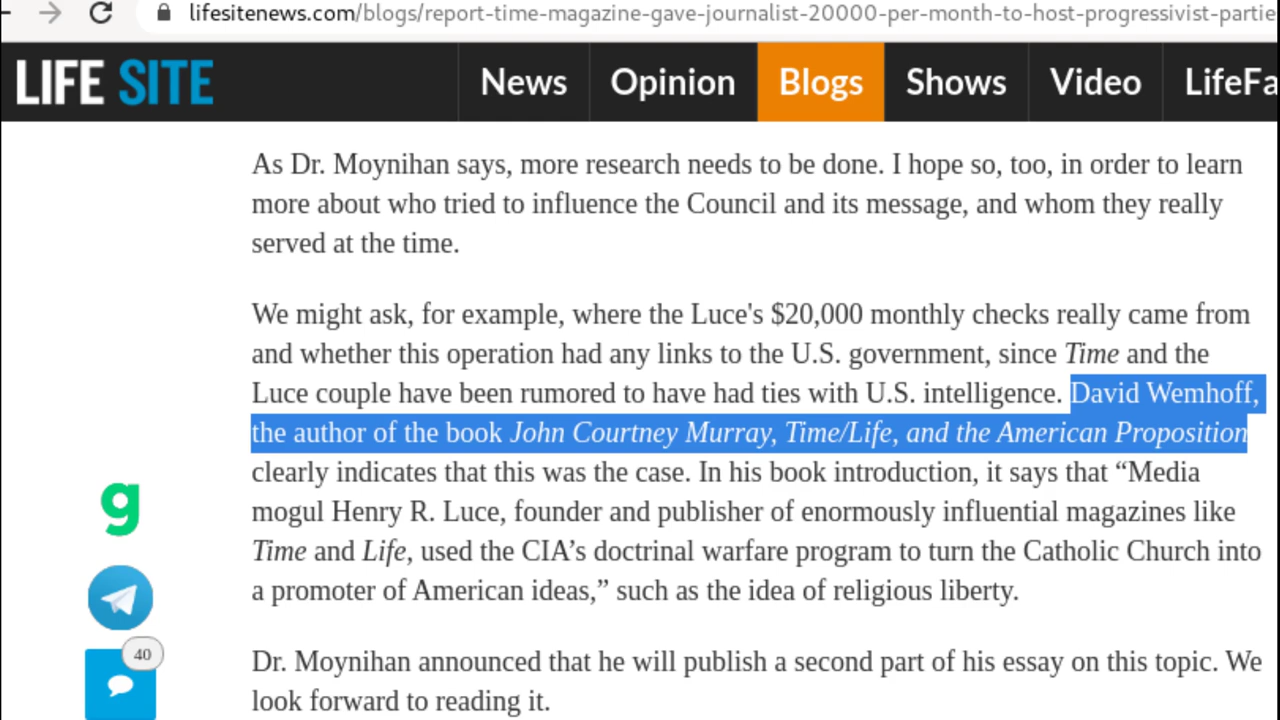 lifesitenews.com/blogs/report-time-magazine-gave-journalist-20000-per-month-to-host-progressivist-partie
LIFE SITE
News Opinion Blogs Shows Video LifeFa
As Dr. Moynihan says, more research needs to be done. I hope so, too, in order to learn
more about who tried to influence the Council and its message, and whom they really
served at the time.
We might ask, for example, where the Luce's $20,000 monthly checks really came from
and whether this operation had any links to the U.S. government, since Time and the
Luce couple have been rumored to have had ties with U.S. intelligence. David Wemhoff,
the author of the book John Courtney Murray, Time/Life, and the American Proposition
clearly indicates that this was the case. In his book introduction, it says that “Media
mogul Henry R. Luce, founder and publisher of enormously influential magazines like
Time and Life, used the CIA’s doctrinal warfare program to turn the Catholic Church into
a promoter of American ideas,” such as the idea of religious liberty.
g
40
Dr. Moynihan announced that he will publish a second part of his essay on this topic. We
look forward to reading it.